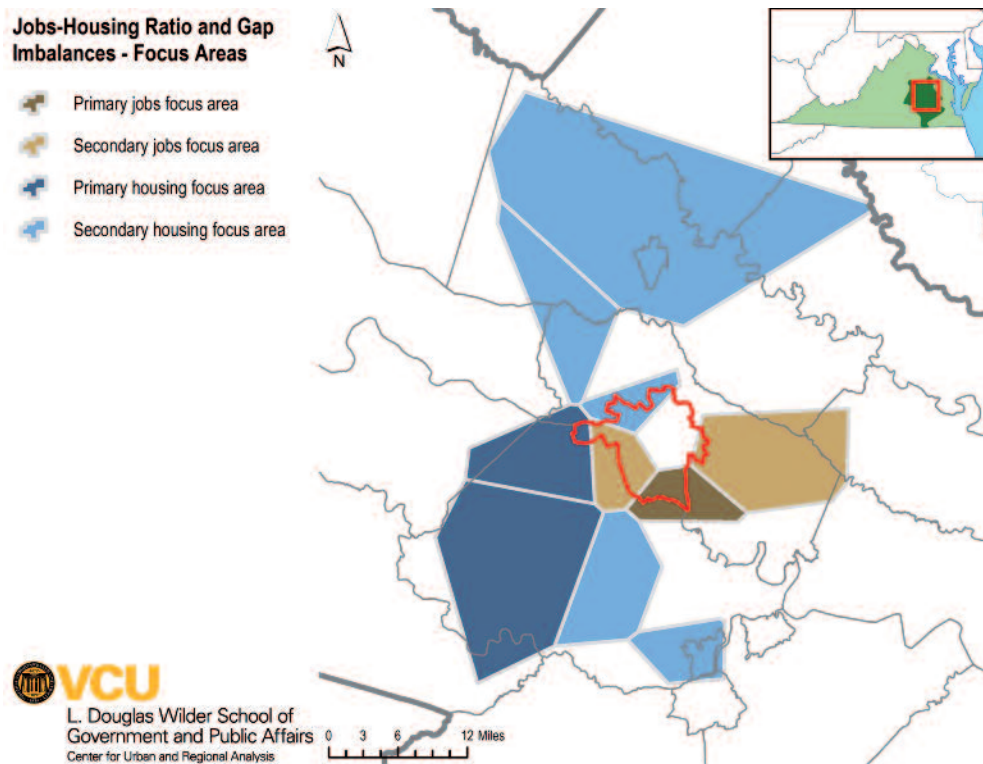 Jobs-Housing Ratio and Gap
Imbalances - Focus Areas
Primary jobs focus area
Secondary jobs focus area
Primary housing focus area
Secondary housing focus area
N
VCU
L. Douglas Wilder School of
Government and Public Affairs
Center for Urban and Regional Analysis
0 3 6 12 Miles